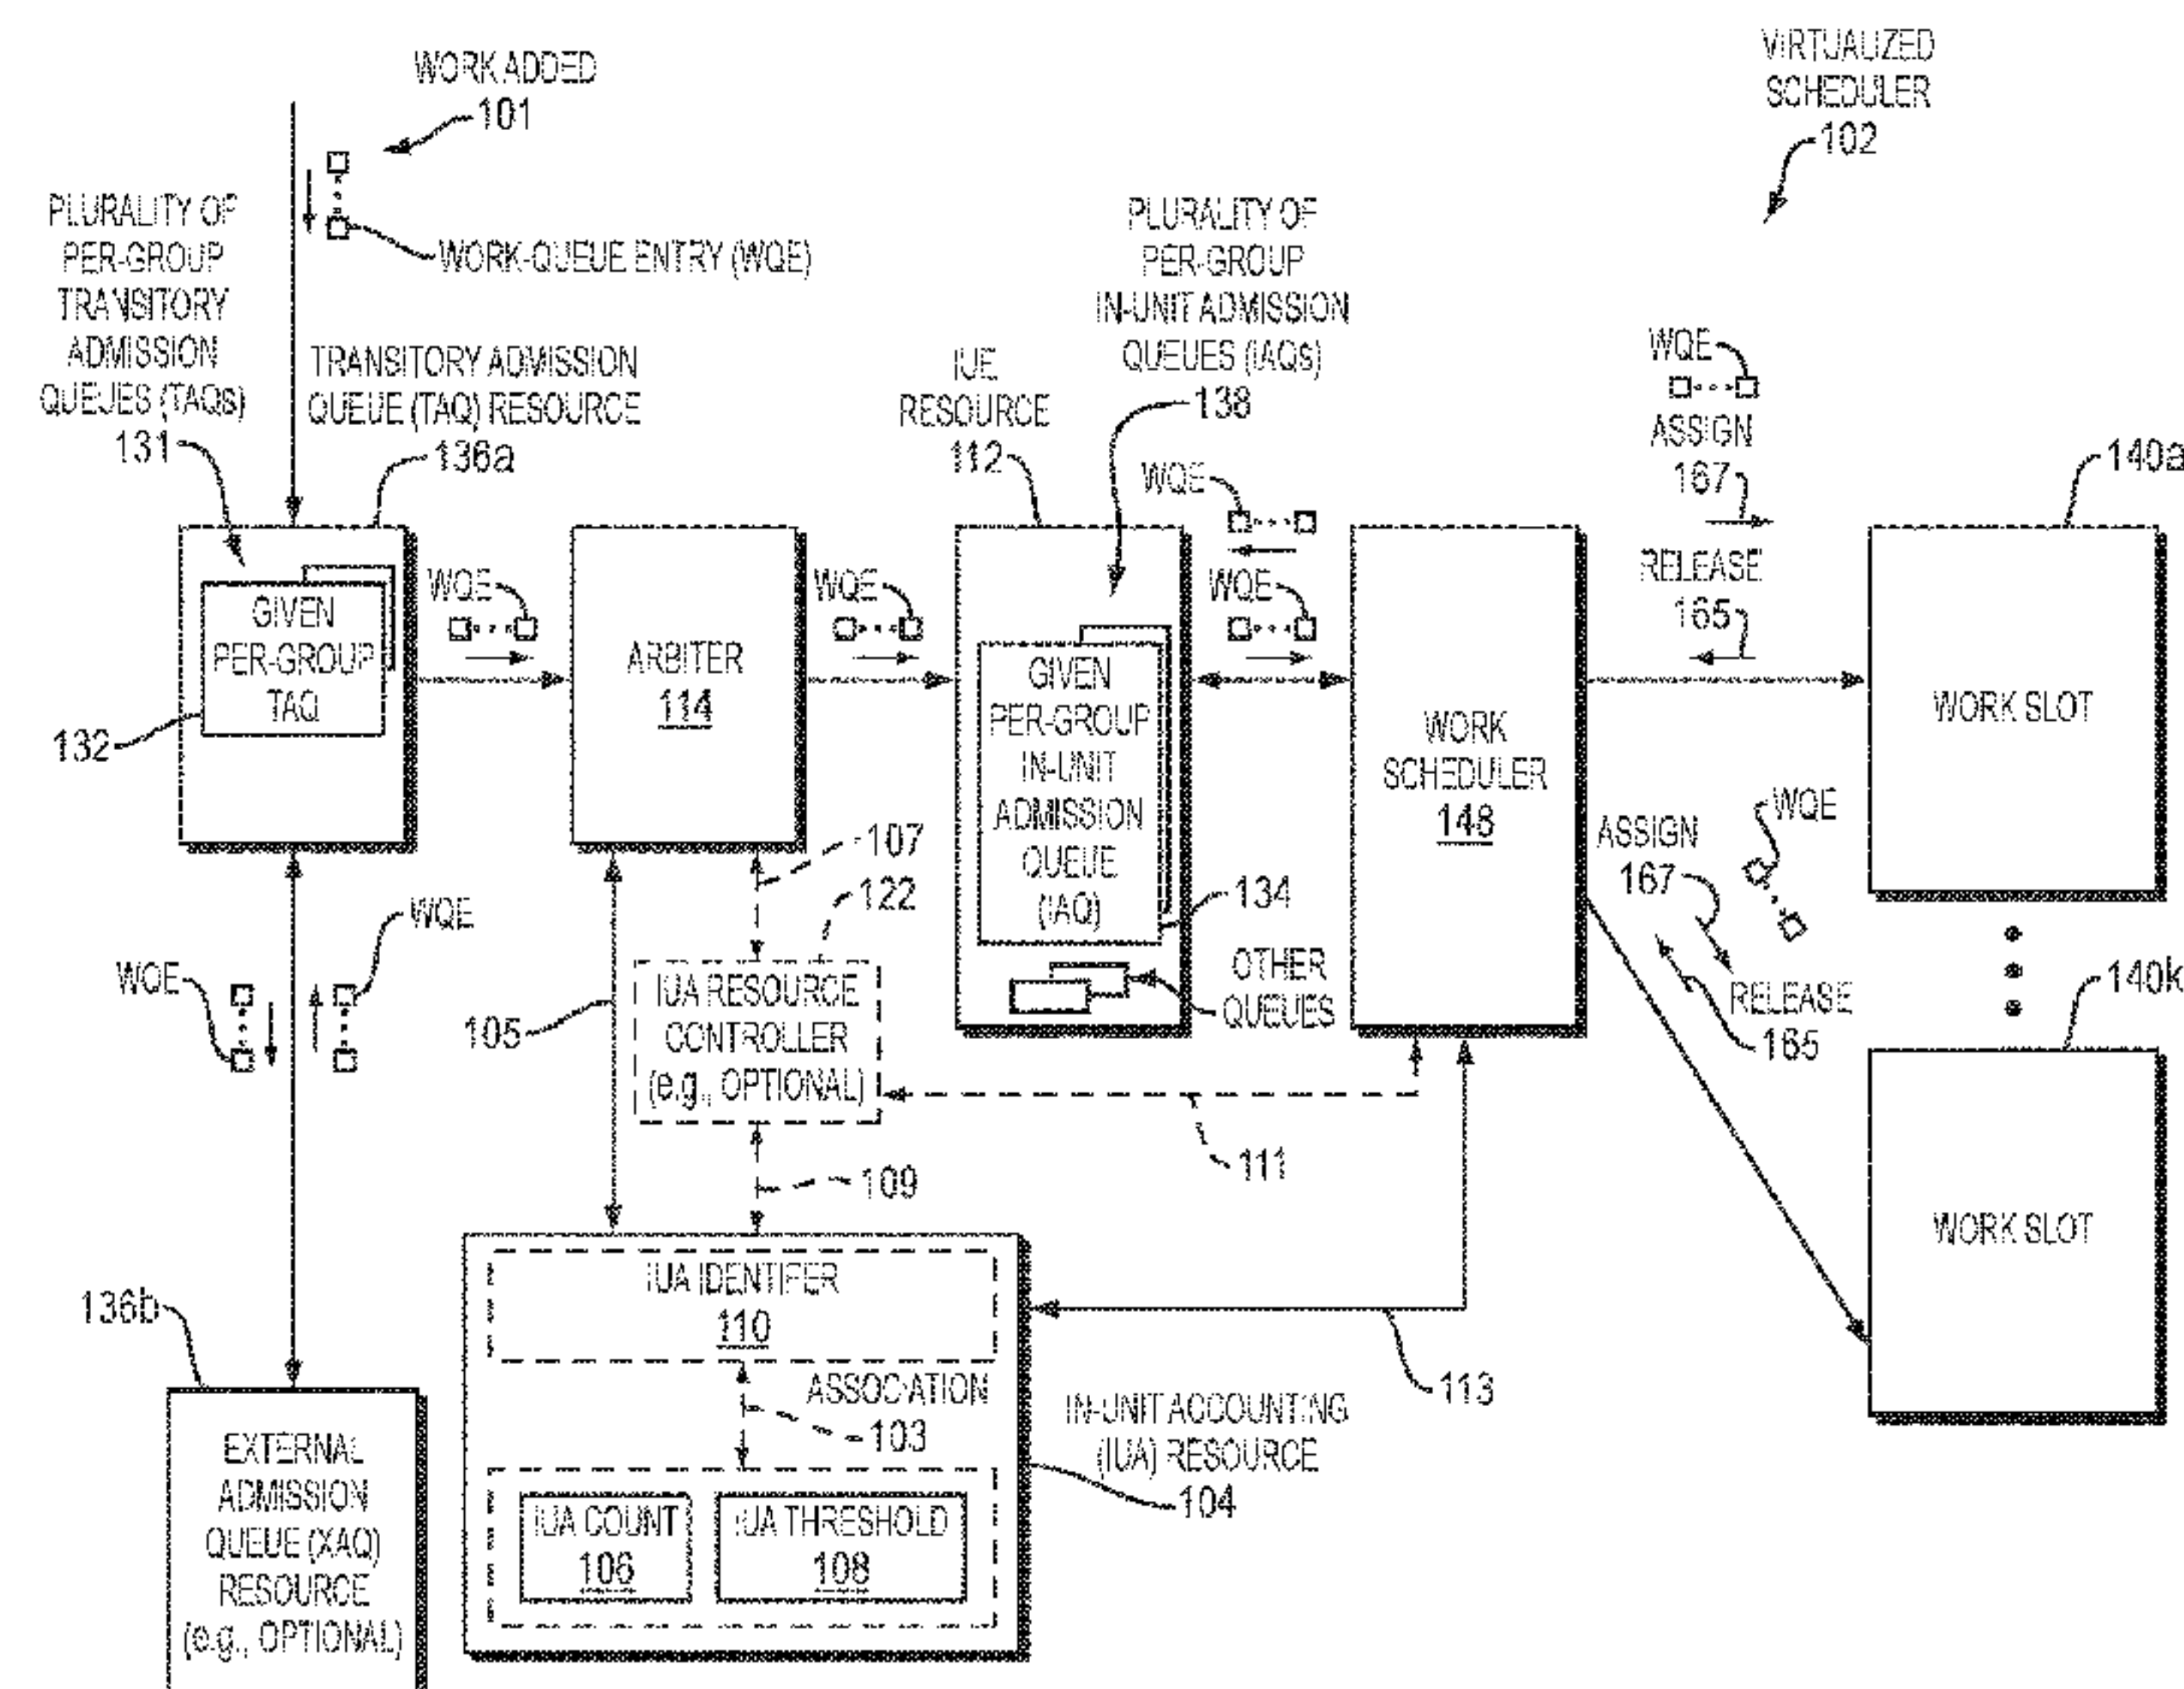 WORK ADDED
101
VIRTUALIZED
SCHEDULER
102
PLURALITY OF
PER-GROUP
TRANSITORY
ADMISSION
QUEUES (TAQs)
131
WORK-QUEUE ENTRY (WQE)
TRANSITORY ADMISSION
QUEUE (TAQ) RESOURCE
136a
IUE
RESOURCE
112
PLURALITY OF
PER-GROUP
IN-UNIT ADMISSION
QUEUES (IAQs)
138
WQE
WQE
ASSIGN
167
RELEASE
165
140a
GIVEN
PER-GROUP
TAQ
132
WQE
ARBITER
114
WQE
GIVEN
PER-GROUP
IN-UNIT
ADMISSION
QUEUE
(IAQ)
134
OTHER
QUEUES
WQE
WORK
SCHEDULER
148
WORK SLOT
ASSIGN
167
WQE
RELEASE
165
140k
WORK SLOT
107
122
WQE
WQE
105
IUA RESOURCE
CONTROLLER
(e.g., OPTIONAL)
111
109
136b
EXTERNAL
ADMISSION
QUEUE (XAQ)
RESOURCE
(e.g., OPTIONAL)
IUA IDENTIFER
110
ASSOCIATION
103
113
IN-UNIT ACCOUNTING
(IUA) RESOURCE
104
IUA COUNT
106
IUA THRESHOLD
108